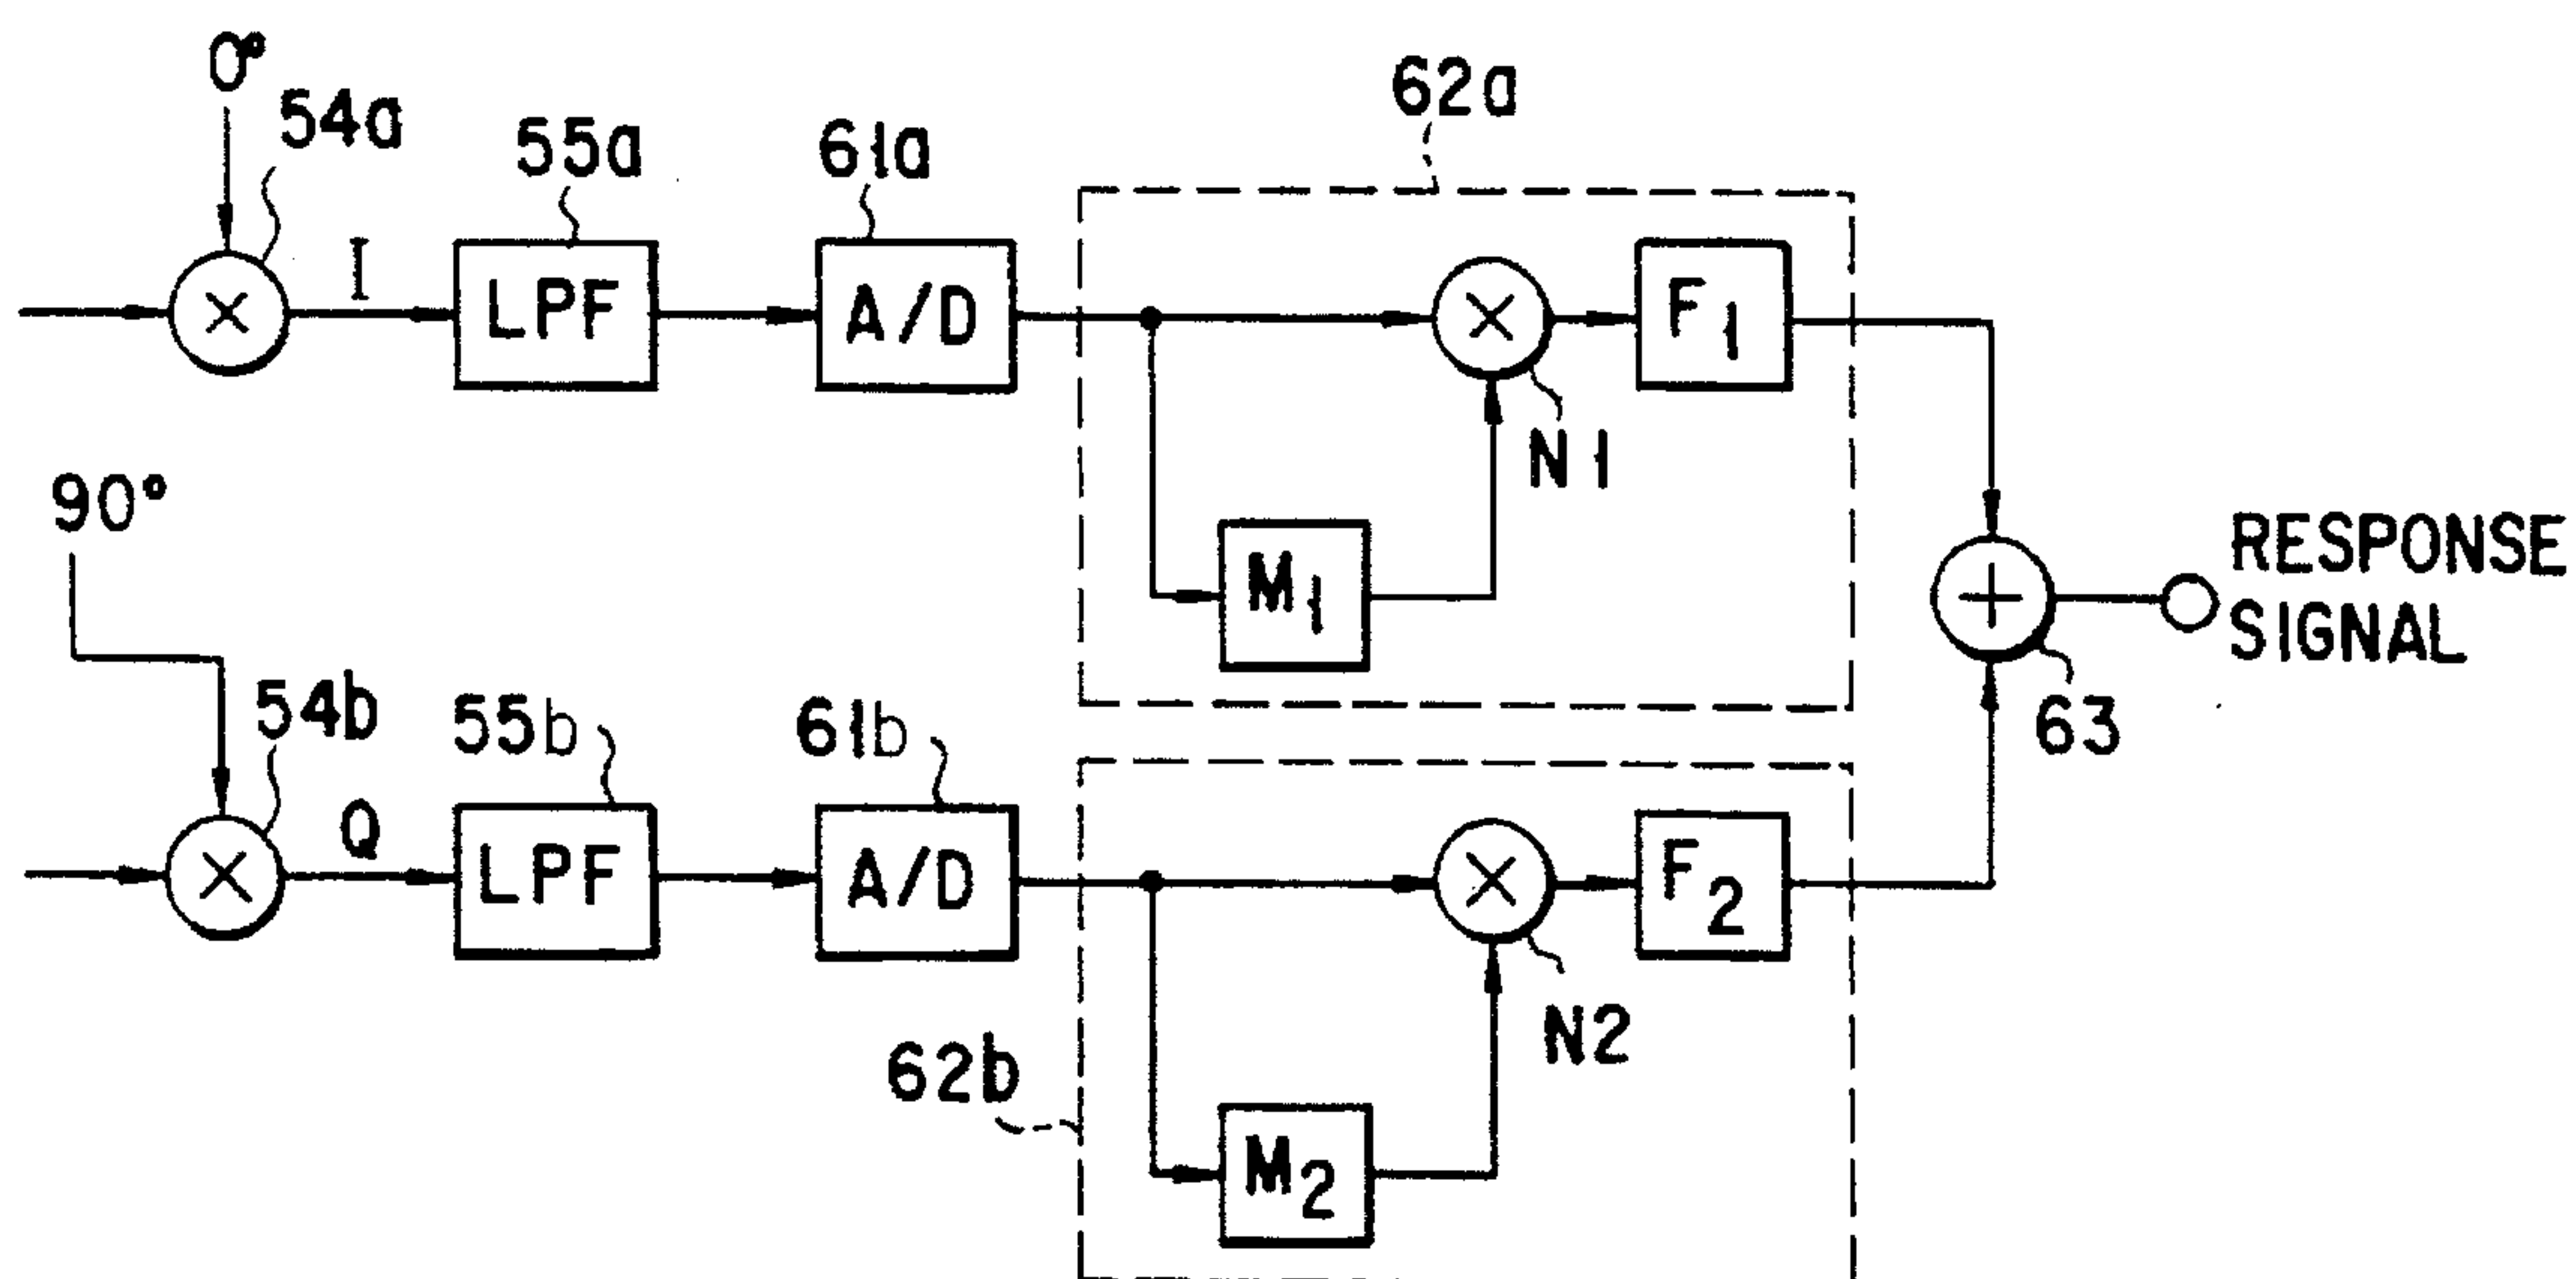 0°
54a
I
55a
LPF
61a
A/D
62a
×
N1
F1
M1
90°
54b
Q
55b
LPF
61b
A/D
62b
×
N2
F2
M2
+
63
RESPONSE
SIGNAL